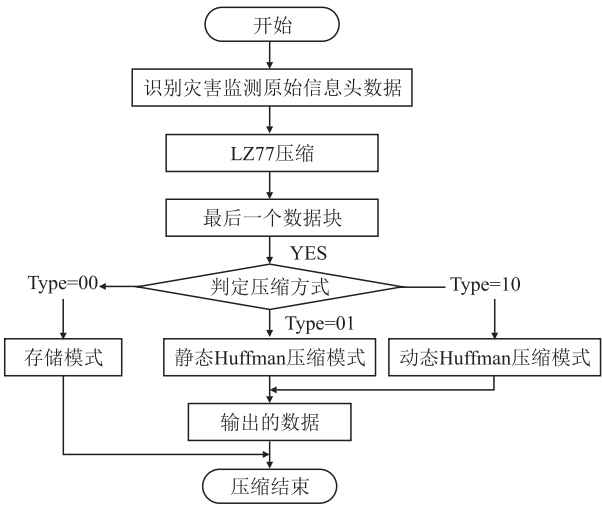 开始
识别灾害监测原始信息头数据
LZ77压缩
最后一个数据块
YES
Type=00
判定压缩方式
Type=10
Type=01
存储模式
静态Huffman压缩模式
动态Huffman压缩模式
输出的数据
压缩结束